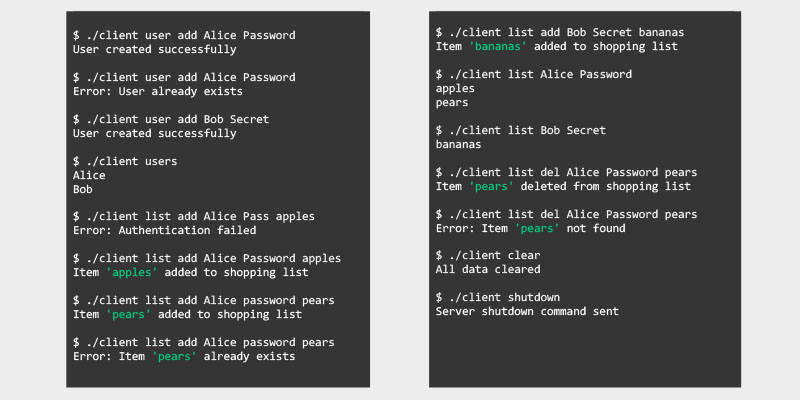 $ ./client user add Alice Password
User created successfully
$ ./client user add Alice Password
Error: User already exists
$ ./client user add Bob Secret
User created successfully
$ ./client users
Alice
Bob
$ ./client list add Alice Pass apples
Error: Authentication failed
$ ./client list add Alice Password apples
Item 'apples' added to shopping list
$ ./client list add Alice password pears
Item 'pears' added to shopping list
$ ./client list add Alice password pears
Error: Item 'pears' already exists
$ ./client list add Bob Secret bananas
Item 'bananas' added to shopping list
$ ./client list Alice Password
apples
pears
$ ./client list Bob Secret
bananas
$ ./client list del Alice Password pears
Item 'pears' deleted from shopping list
$ ./client list del Alice Password pears
Error: Item 'pears' not found
$ ./client clear
All data cleared
$ ./client shutdown
Server shutdown command sent